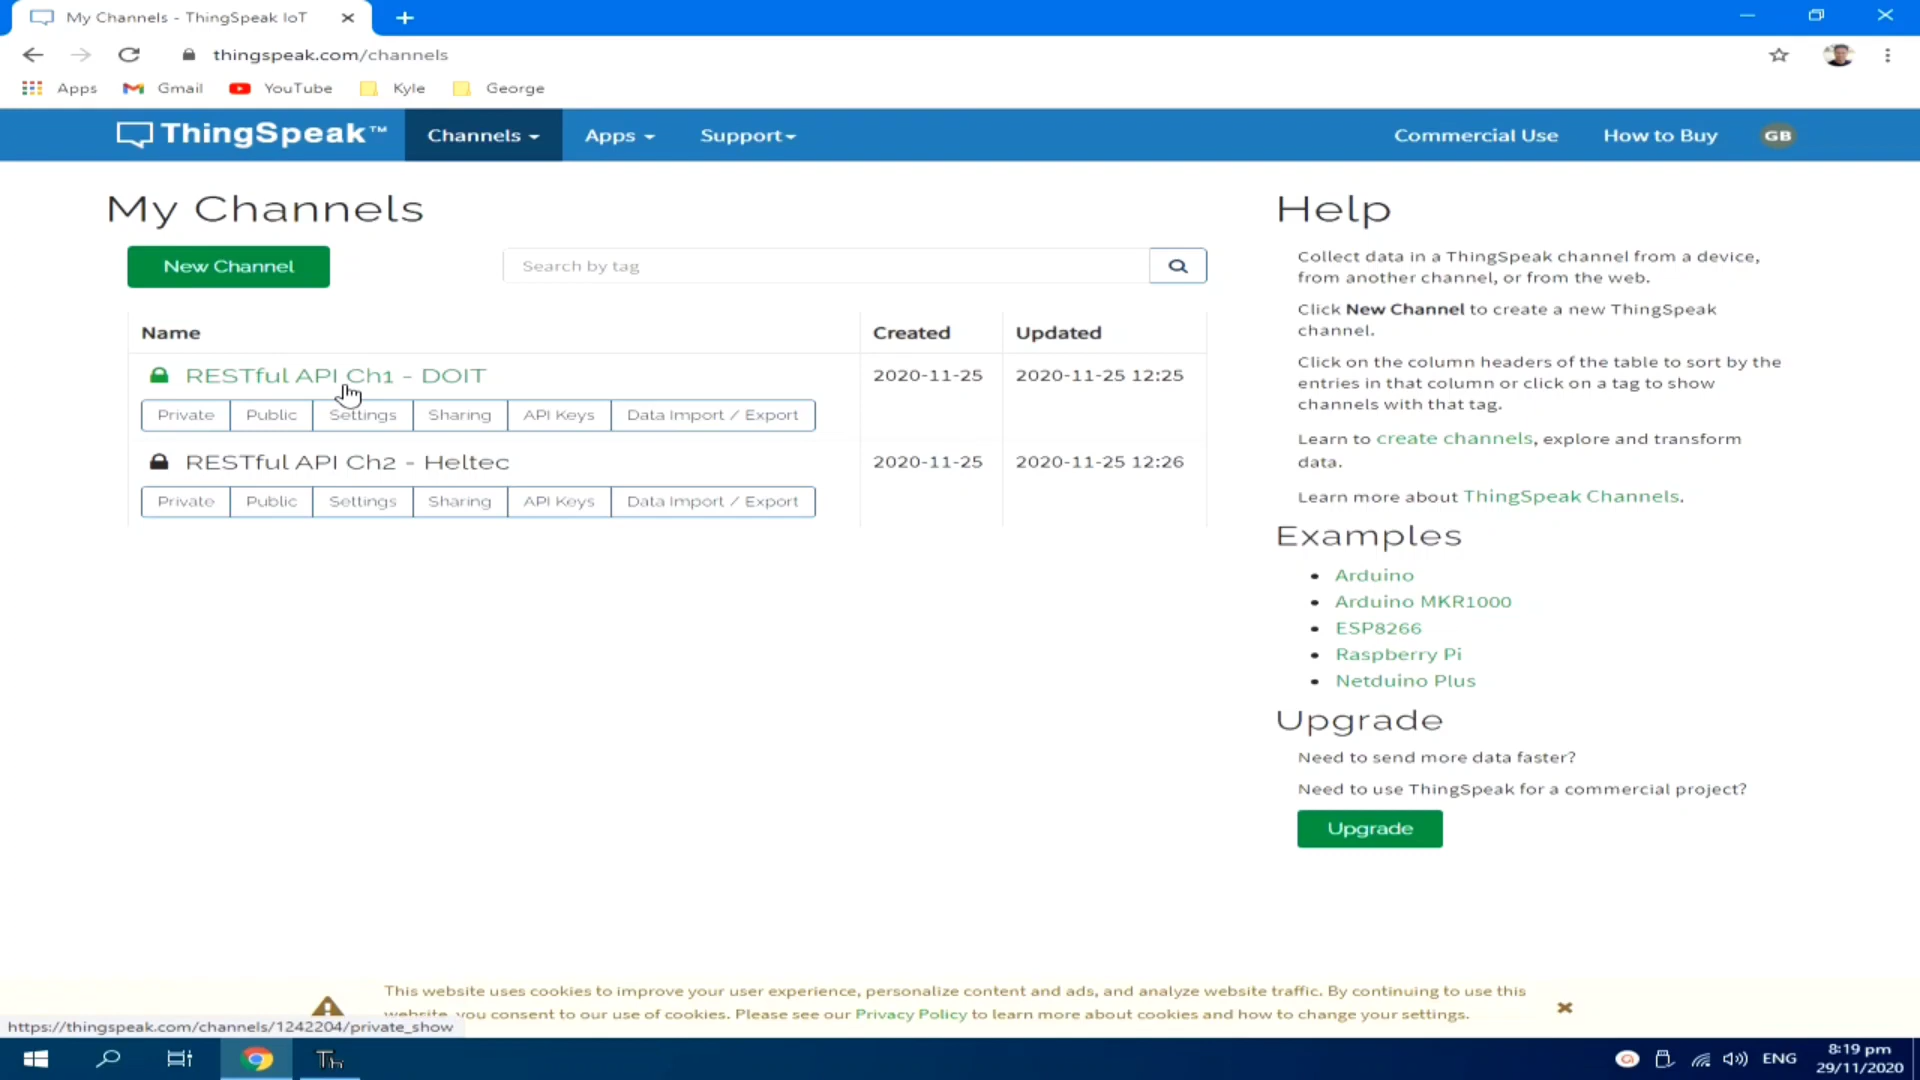 My Channels - ThingSpeak IoT
thingspeak.com/channels
Apps Gmail YouTube Kyle George
ThingSpeak™ Channels Apps Support Commercial Use How to Buy GB
My Channels
New Channel
Search by tag
Name Created Updated
RESTful API Ch1 - DOIT 2020-11-25 2020-11-25 12:25
Private Public Settings Sharing API Keys Data Import / Export
RESTful API Ch2 - Heltec 2020-11-25 2020-11-25 12:26
Private Public Settings Sharing API Keys Data Import / Export
Help
Collect data in a ThingSpeak channel from a device,
from another channel, or from the web.
Click New Channel to create a new ThingSpeak
channel.
Click on the column headers of the table to sort by the
entries in that column or click on a tag to show
channels with that tag.
Learn to create channels, explore and transform
data.
Learn more about ThingSpeak Channels.
Examples
Arduino
Arduino MKR1000
ESP8266
Raspberry Pi
Netduino Plus
Upgrade
Need to send more data faster?
Need to use ThingSpeak for a commercial project?
Upgrade
This website uses cookies to improve your user experience, personalize content and ads, and analyze website traffic. By continuing to use this
website, you consent to our use of cookies. Please see our Privacy Policy to learn more about cookies and how to change your settings.
https://thingspeak.com/channels/1242204/private_show
ENG
8:19 pm
29/11/2020